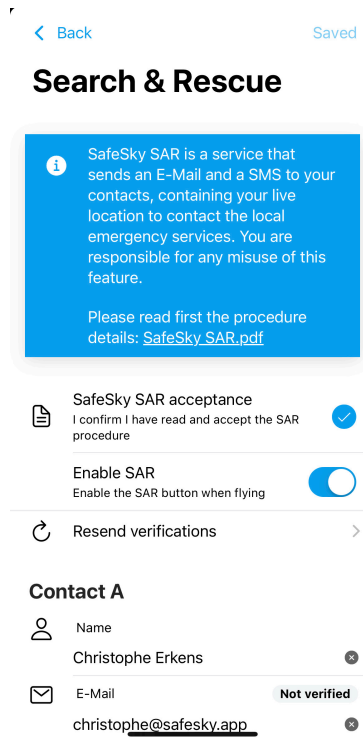 Back
Saved
Search & Rescue
SafeSky SAR is a service that
sends an E-Mail and a SMS to your
contacts, containing your live
location to contact the local
emergency services. You are
responsible for any misuse of this
feature.
Please read first the procedure
details: SafeSky SAR.pdf
SafeSky SAR acceptance
I confirm I have read and accept the SAR
procedure
Enable SAR
Enable the SAR button when flying
Resend verifications
Contact A
Name
Christophe Erkens
E-Mail
Not verified
christophe@safesky.app